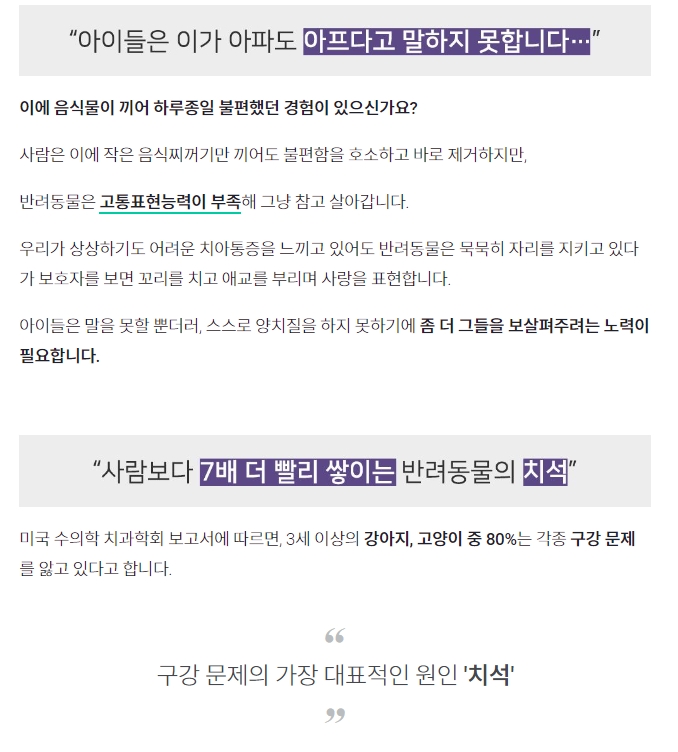 “아이들은 이가 아파도 아프다고 말하지 못합니다…”
이에 음식물이 끼어 하루종일 불편했던 경험이 있으신가요?
사람은 이에 작은 음식찌꺼기만 끼어도 불편함을 호소하고 바로 제거하지만,
반려동물은 고통표현능력이 부족해 그냥 참고 살아갑니다.
우리가 상상하기도 어려운 치아통증을 느끼고 있어도 반려동물은 묵묵히 자리를 지키고 있다
가 보호자를 보면 꼬리를 치고 애교를 부리며 사랑을 표현합니다.
아이들은 말을 못할 뿐더러, 스스로 양치질을 하지 못하기에 좀 더 그들을 보살펴주려는 노력이
필요합니다.
“사람보다 7배 더 빨리 쌓이는 반려동물의 치석”
미국 수의학 치과학회 보고서에 따르면, 3세 이상의 강아지, 고양이 중 80%는 각종 구강 문제
를 앓고 있다고 합니다.
“
구강 문제의 가장 대표적인 원인 '치석'
”